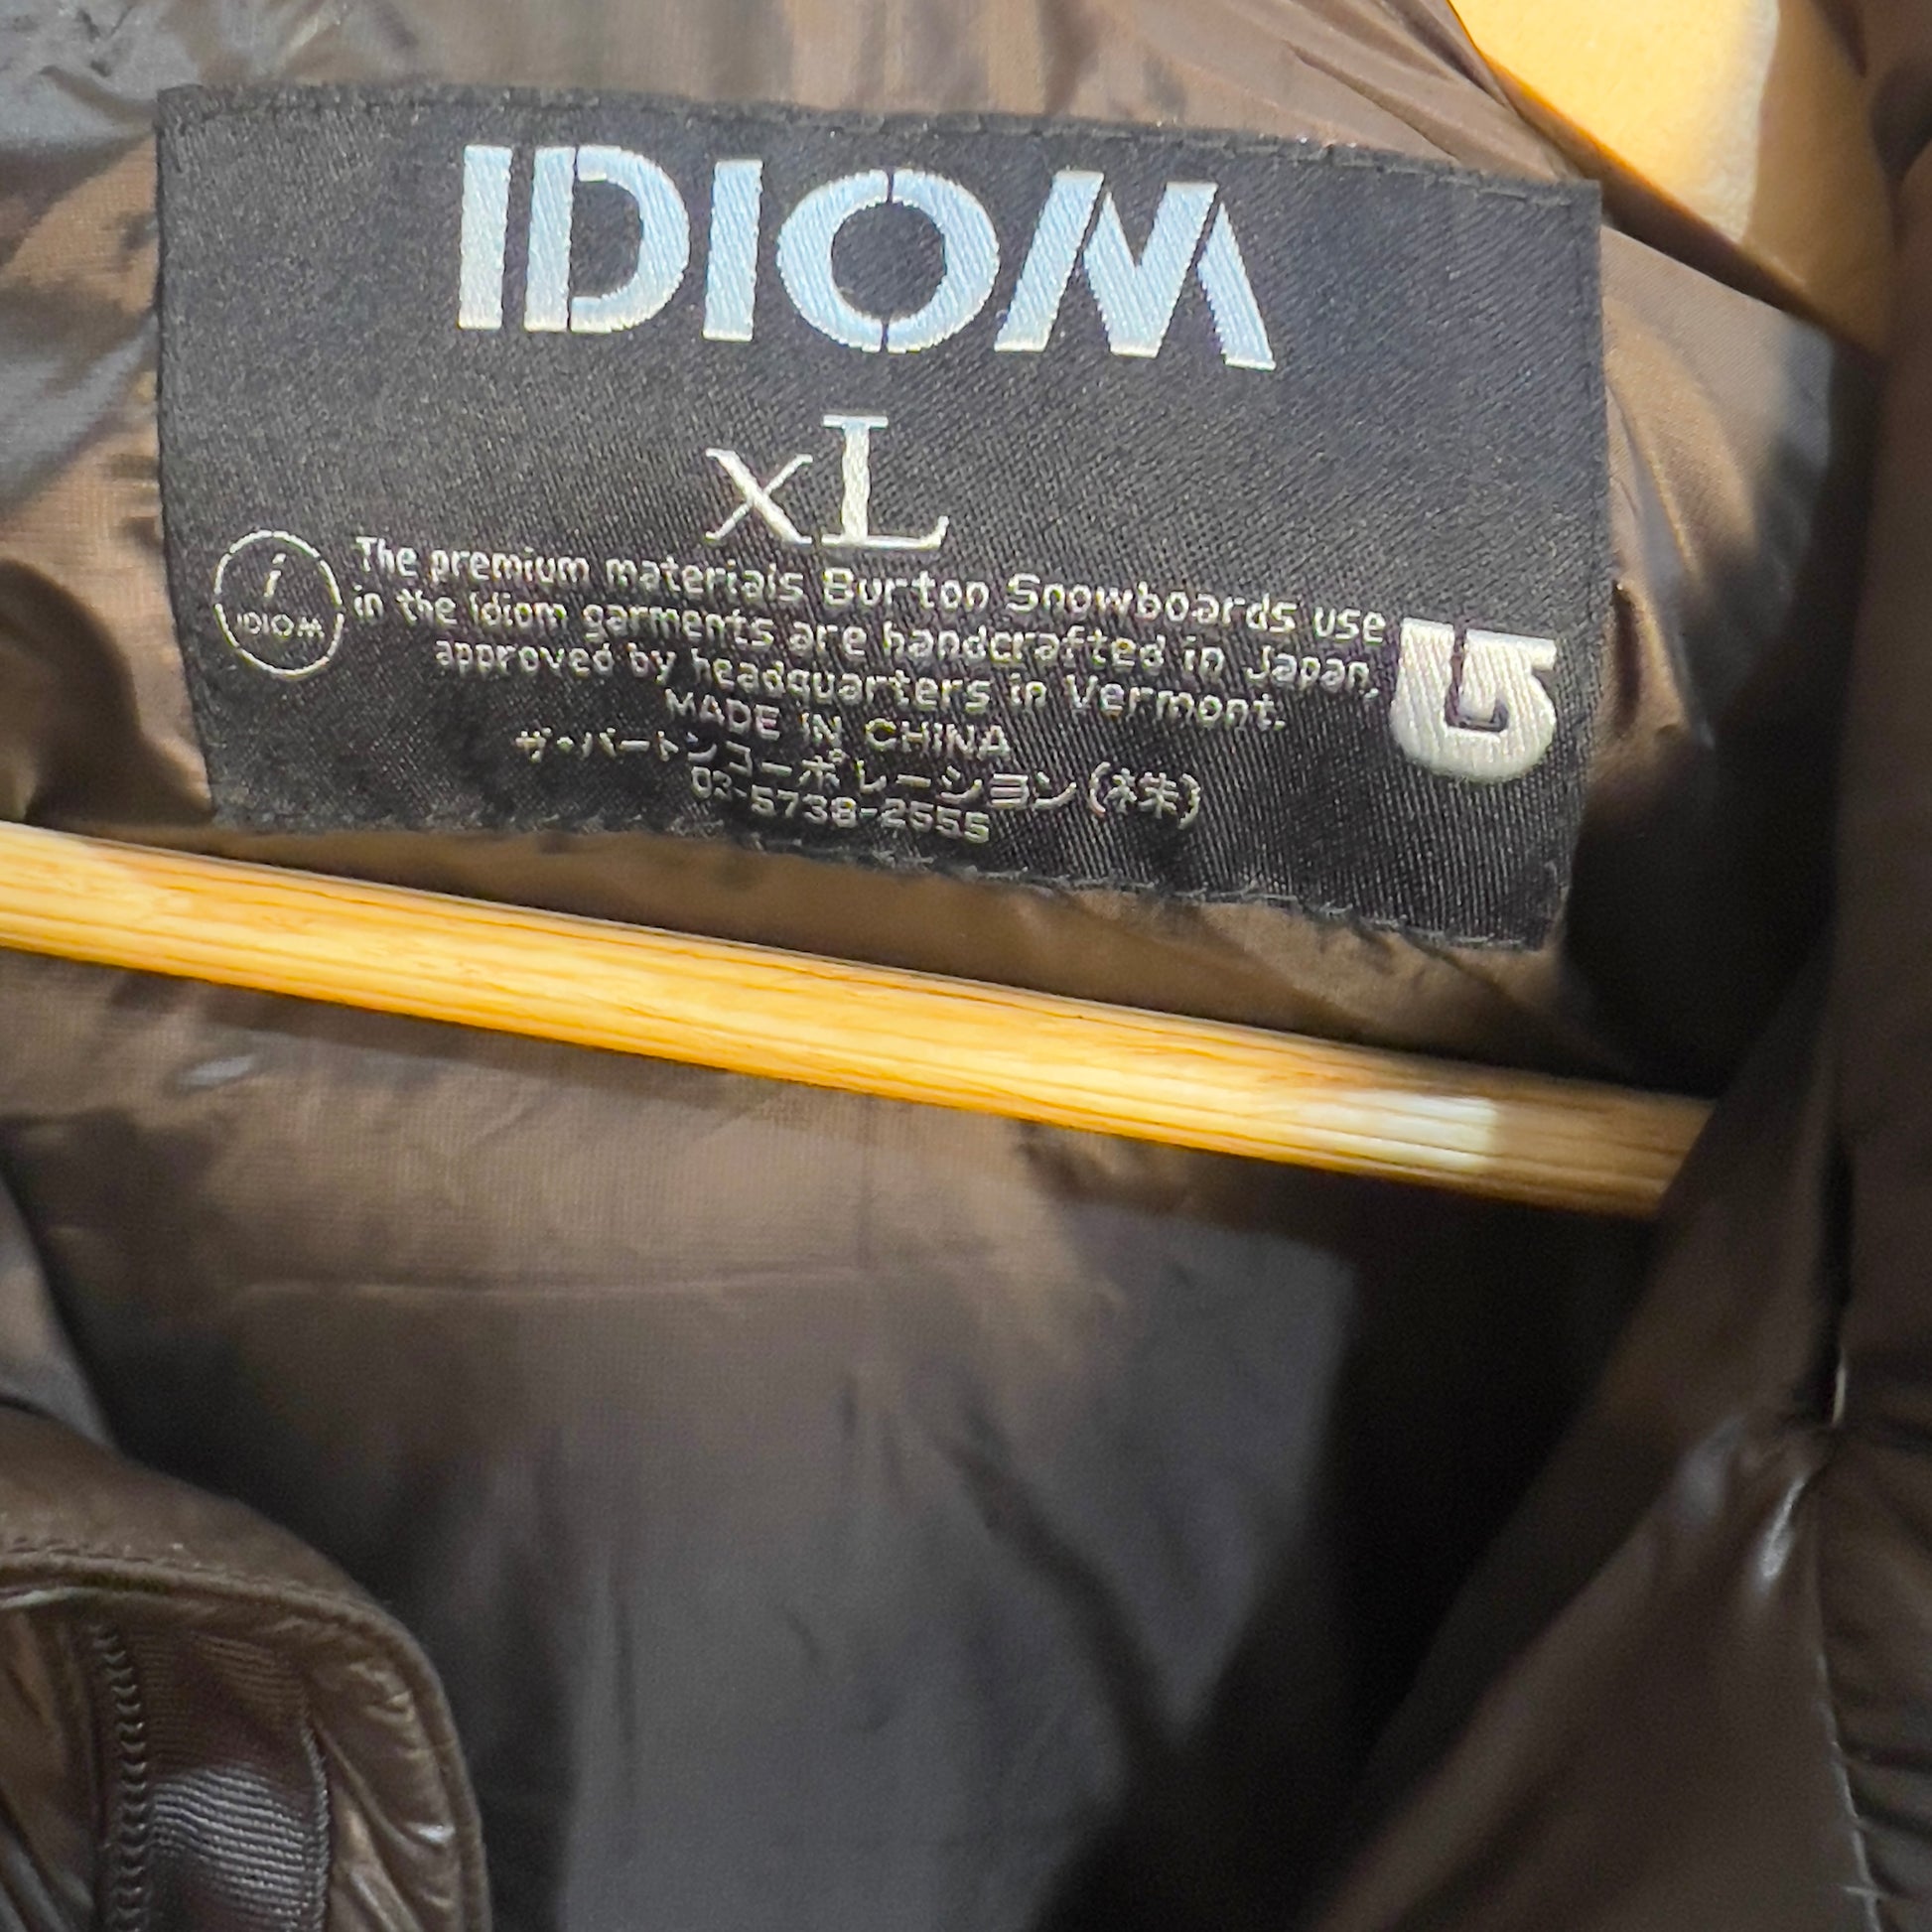 IDIOM
XL
i
IDIOM
The premium materials Burton Snowboards use
in the idiom garments are handcrafted in Japan,
approved by headquarters in Vermont.
MADE IN CHINA
ザ・バートンコーポレーション(株)
03-5738-2555